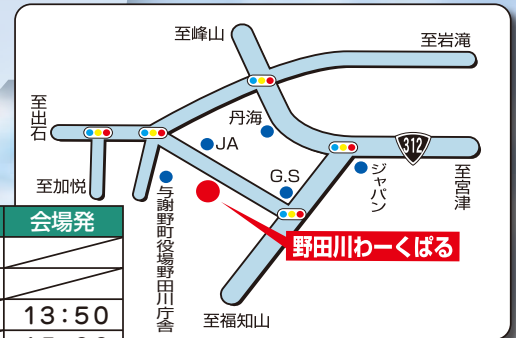 至峰山
至岩滝
至出石
丹海
JA
312
至加悦
G.S
ジャパン
至宮津
与謝野町役場野田川庁舎
野田川わーくぱる
至福知山
会場発
13:50